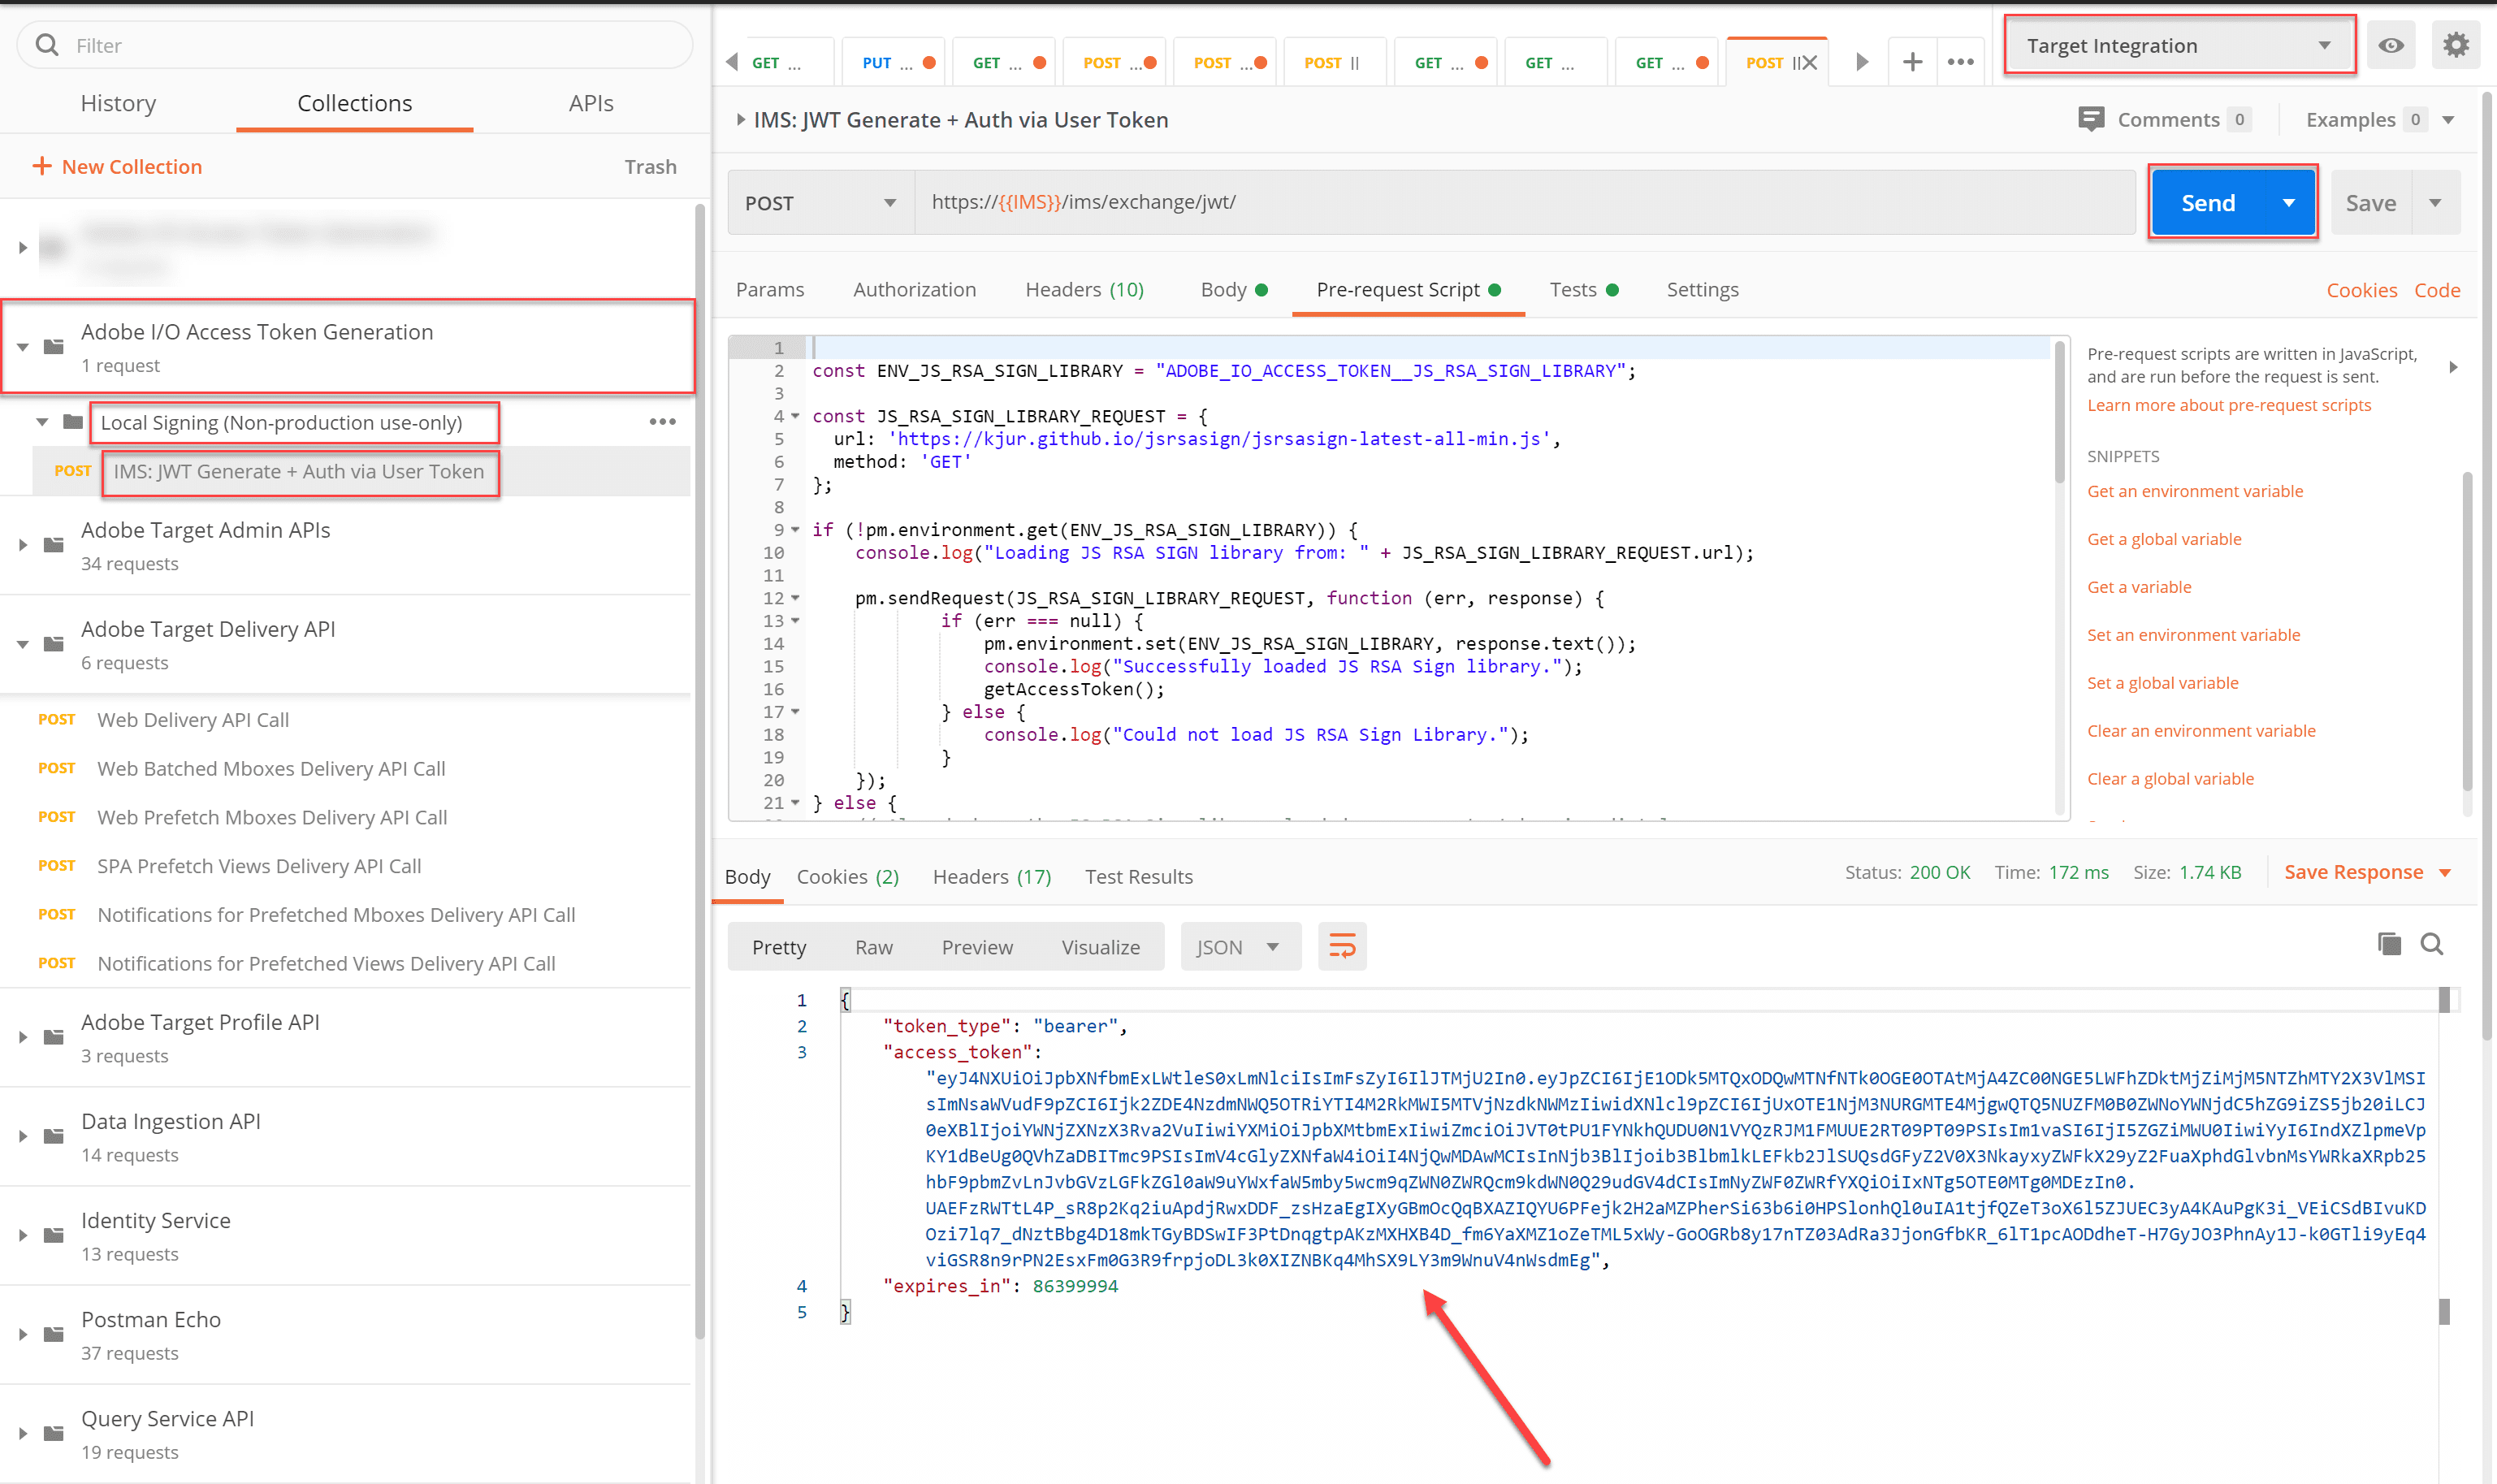 Filter
History Collections APIs
+ New Collection Trash
Adobe I/O Access Token Generation
1 request
Local Signing (Non-production use-only) •••
POST IMS: JWT Generate + Auth via User Token
Adobe Target Admin APIs
34 requests
Adobe Target Delivery API
6 requests
POST Web Delivery API Call
POST Web Batched Mboxes Delivery API Call
POST Web Prefetch Mboxes Delivery API Call
POST SPA Prefetch Views Delivery API Call
POST Notifications for Prefetched Mboxes Delivery API Call
POST Notifications for Prefetched Views Delivery API Call
Adobe Target Profile API
3 requests
Data Ingestion API
14 requests
Identity Service
13 requests
Postman Echo
37 requests
Query Service API
19 requests
GET ... PUT ... GET ... POST ... POST ... POST || GET ... GET ... GET ... POST || X + •••
Target Integration
IMS: JWT Generate + Auth via User Token
Comments 0 Examples 0
POST https://{{IMS}}/ims/exchange/jwt/ Send Save
Params Authorization Headers (10) Body Pre-request Script Tests Settings Cookies Code
1
2 const ENV_JS_RSA_SIGN_LIBRARY = "ADOBE_IO_ACCESS_TOKEN__JS_RSA_SIGN_LIBRARY";
3
4 const JS_RSA_SIGN_LIBRARY_REQUEST = {
5 url: 'https://kjur.github.io/jsrsasign/jsrsasign-latest-all-min.js',
6 method: 'GET'
7 };
8
9 if (!pm.environment.get(ENV_JS_RSA_SIGN_LIBRARY)) {
10 console.log("Loading JS RSA SIGN library from: " + JS_RSA_SIGN_LIBRARY_REQUEST.url);
11
12 pm.sendRequest(JS_RSA_SIGN_LIBRARY_REQUEST, function (err, response) {
13 if (err === null) {
14 pm.environment.set(ENV_JS_RSA_SIGN_LIBRARY, response.text());
15 console.log("Successfully loaded JS RSA Sign library.");
16 getAccessToken();
17 } else {
18 console.log("Could not load JS RSA Sign Library.");
19 }
20 });
21 } else {
Pre-request scripts are written in JavaScript,
and are run before the request is sent.
Learn more about pre-request scripts
SNIPPETS
Get an environment variable
Get a global variable
Get a variable
Set an environment variable
Set a global variable
Clear an environment variable
Clear a global variable
Body Cookies (2) Headers (17) Test Results Status: 200 OK Time: 172 ms Size: 1.74 KB Save Response
Pretty Raw Preview Visualize JSON
1 {
2 "token_type": "bearer",
3 "access_token":
"eyJ4NXUiOiJpbXNfbmExLWtleS0xLmNlciIsImFsZyI6IlJTMjU2In0.eyJpZCI6IjE1ODk5MTQxODQwMTNfNTk0OGE0OTAtMjA4ZC00NGE5LWFhZDktMjZiMjM5NTZhMTY2X3VlMSI
sImNsaWVudF9pZCI6Ijk2ZDE4NzdmNWQ5OTRiYTI4M2RkMWI5MTVjNzdkNWMzIiwidXNlcl9pZCI6IjUxOTE1NjM3NURGMTE4MjgwQTQ5NUZFM0B0ZWNoYWNjdC5hZG9iZS5jb20iLCJ
0eXBlIjoiYWNjZXNzX3Rva2VuIiwiYXMiOiJpbXMtbmExIiwiZmciOiJVT0tPU1FYNkhQUDU0N1VYQzRJM1FMUUE2RT09PT09PSIsIm1vaSI6IjI5ZGZiMWU0IiwiYyI6IndXZlpmeVp
KY1dBeUg0QVhZaDBITmc9PSIsImV4cGlyZXNfaW4iOiI4NjQwMDAwMCIsInNjb3BlIjoib3BlbmlkLEFkb2JlSUQsdGFyZ2V0X3NkayxyZWFkX29yZ2FuaXphdGlvbnMsYWRkaXRpb25
hbF9pbmZvLnJvbGVzLGFkZGl0aW9uYWxfaW5mby5wcm9qZWN0ZWRQcm9kdWN0Q29udGV4dCIsImNyZWF0ZWRfYXQiOiIxNTg5OTE0MTg0MDEzIn0.
UAEFzRWTtL4P_sR8p2Kq2iuApdjRwxDDF_zsHzaEgIXyGBmOcQqBXAZIQYU6PFejk2H2aMZPherSi63b6i0HPSlonhQl0uIA1tjfQZeT3oX6l5ZJUEC3yA4KAuPgK3i_VEiCSdBIvuKD
Ozi7lq7_dNztBbg4D18mkTGyBDSwIF3PtDnqgtpAKzMXHXB4D_fm6YaXMZ1oZeTML5xWy-GoOGRb8y17nTZ03AdRa3JjonGfbKR_6lT1pcAODdheT-H7GyJO3PhnAy1J-k0GTli9yEq4
viGSR8n9rPN2EsxFm0G3R9frpjoDL3k0XIZNBKq4MhSX9LY3m9WnuV4nWsdmEg",
4 "expires_in": 86399994
5 }